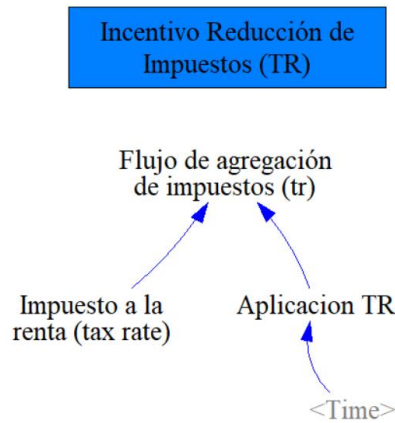 Incentivo Reducción de
Impuestos (TR)
Flujo de agregación
de impuestos (tr)
Impuesto a la
renta (tax rate)
Aplicacion TR
<Time>